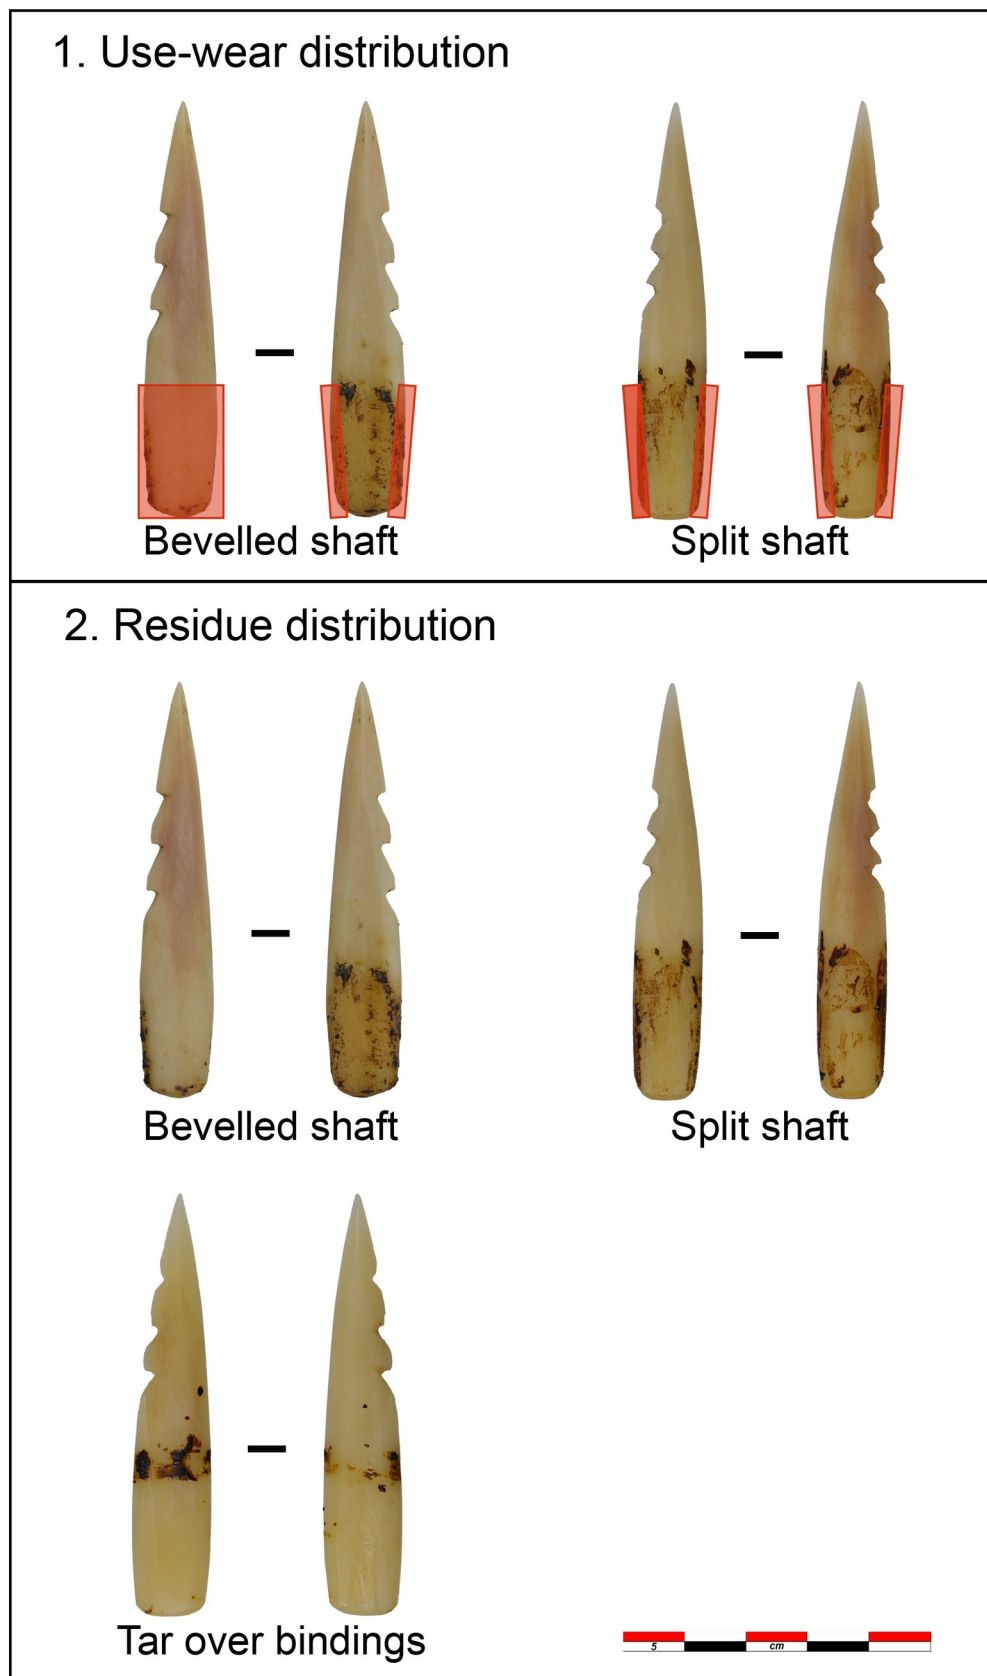 1. Use-wear distribution
Bevelled shaft
Split shaft
2. Residue distribution
Bevelled shaft
Split shaft
Tar over bindings
5 cm